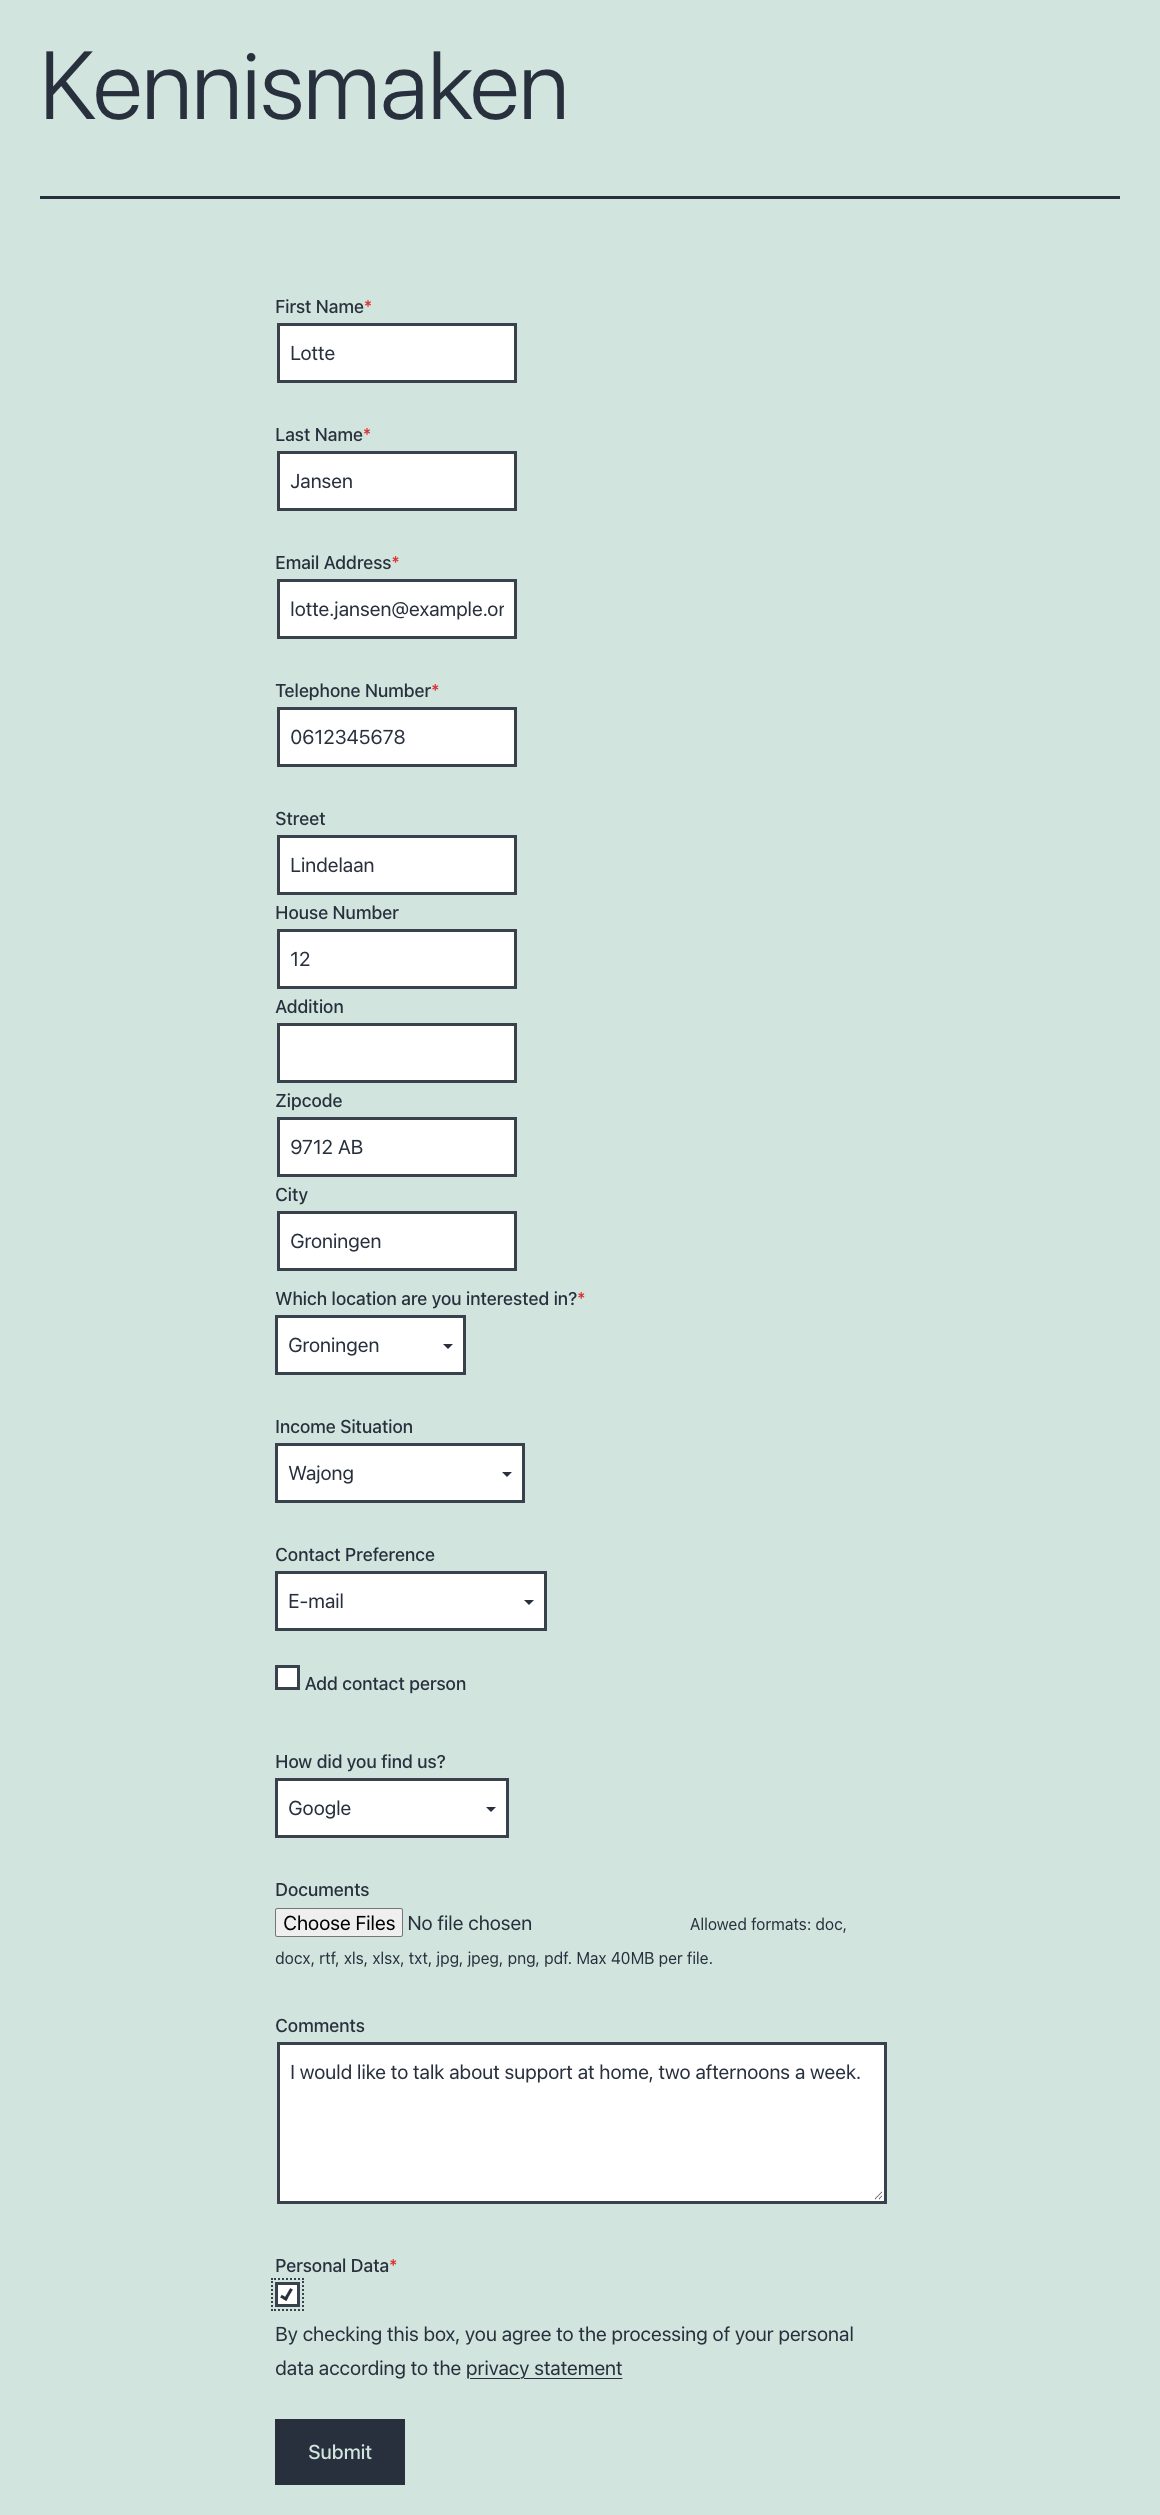 Kennismaken
First Name*
Lotte
Last Name*
Jansen
Email Address*
lotte.jansen@example.or
Telephone Number*
0612345678
Street
Lindelaan
House Number
12
Addition
Zipcode
9712 AB
City
Groningen
Which location are you interested in?*
Groningen
Income Situation
Wajong
Contact Preference
E-mail
Add contact person
How did you find us?
Google
Documents
Choose Files No file chosen Allowed formats: doc,
docx, rtf, xls, xlsx, txt, jpg, jpeg, png, pdf. Max 40MB per file.
Comments
I would like to talk about support at home, two afternoons a week.
Personal Data*
By checking this box, you agree to the processing of your personal
data according to the privacy statement
Submit